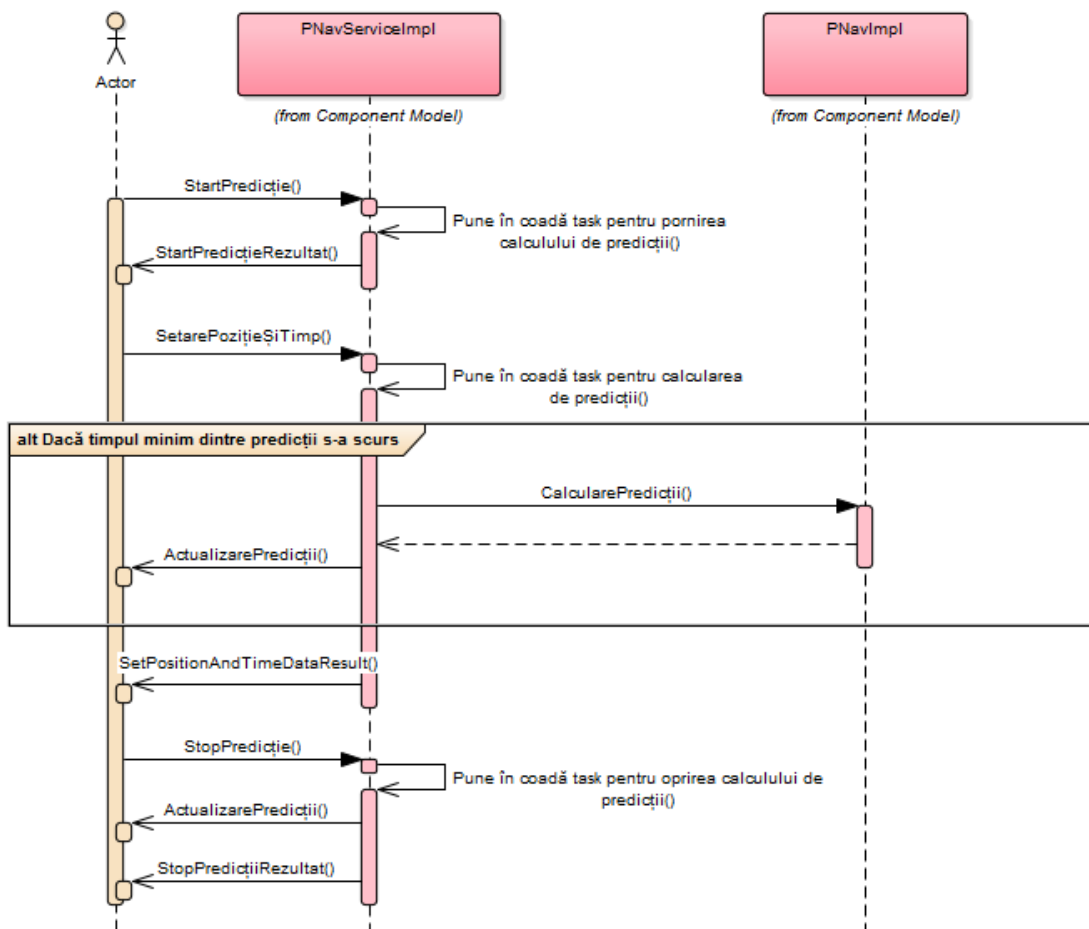 PNavServiceImpl
PNavImpl
Actor
(from Component Model)
(from Component Model)
StartPredicție()
Pune în coadă task pentru pornirea
calculului de predicții()
StartPredicțieRezultat()
SetarePozițieȘiTimp()
Pune în coadă task pentru calcularea
de predicții()
alt Dacă timpul minim dintre predicții s-a scurs
CalcularePredicții()
ActualizarePredicții()
SetPositionAndTimeDataResult()
StopPredicție()
Pune în coadă task pentru oprirea calculului de
predicții()
ActualizarePredicții()
StopPredicțiiRezultat()